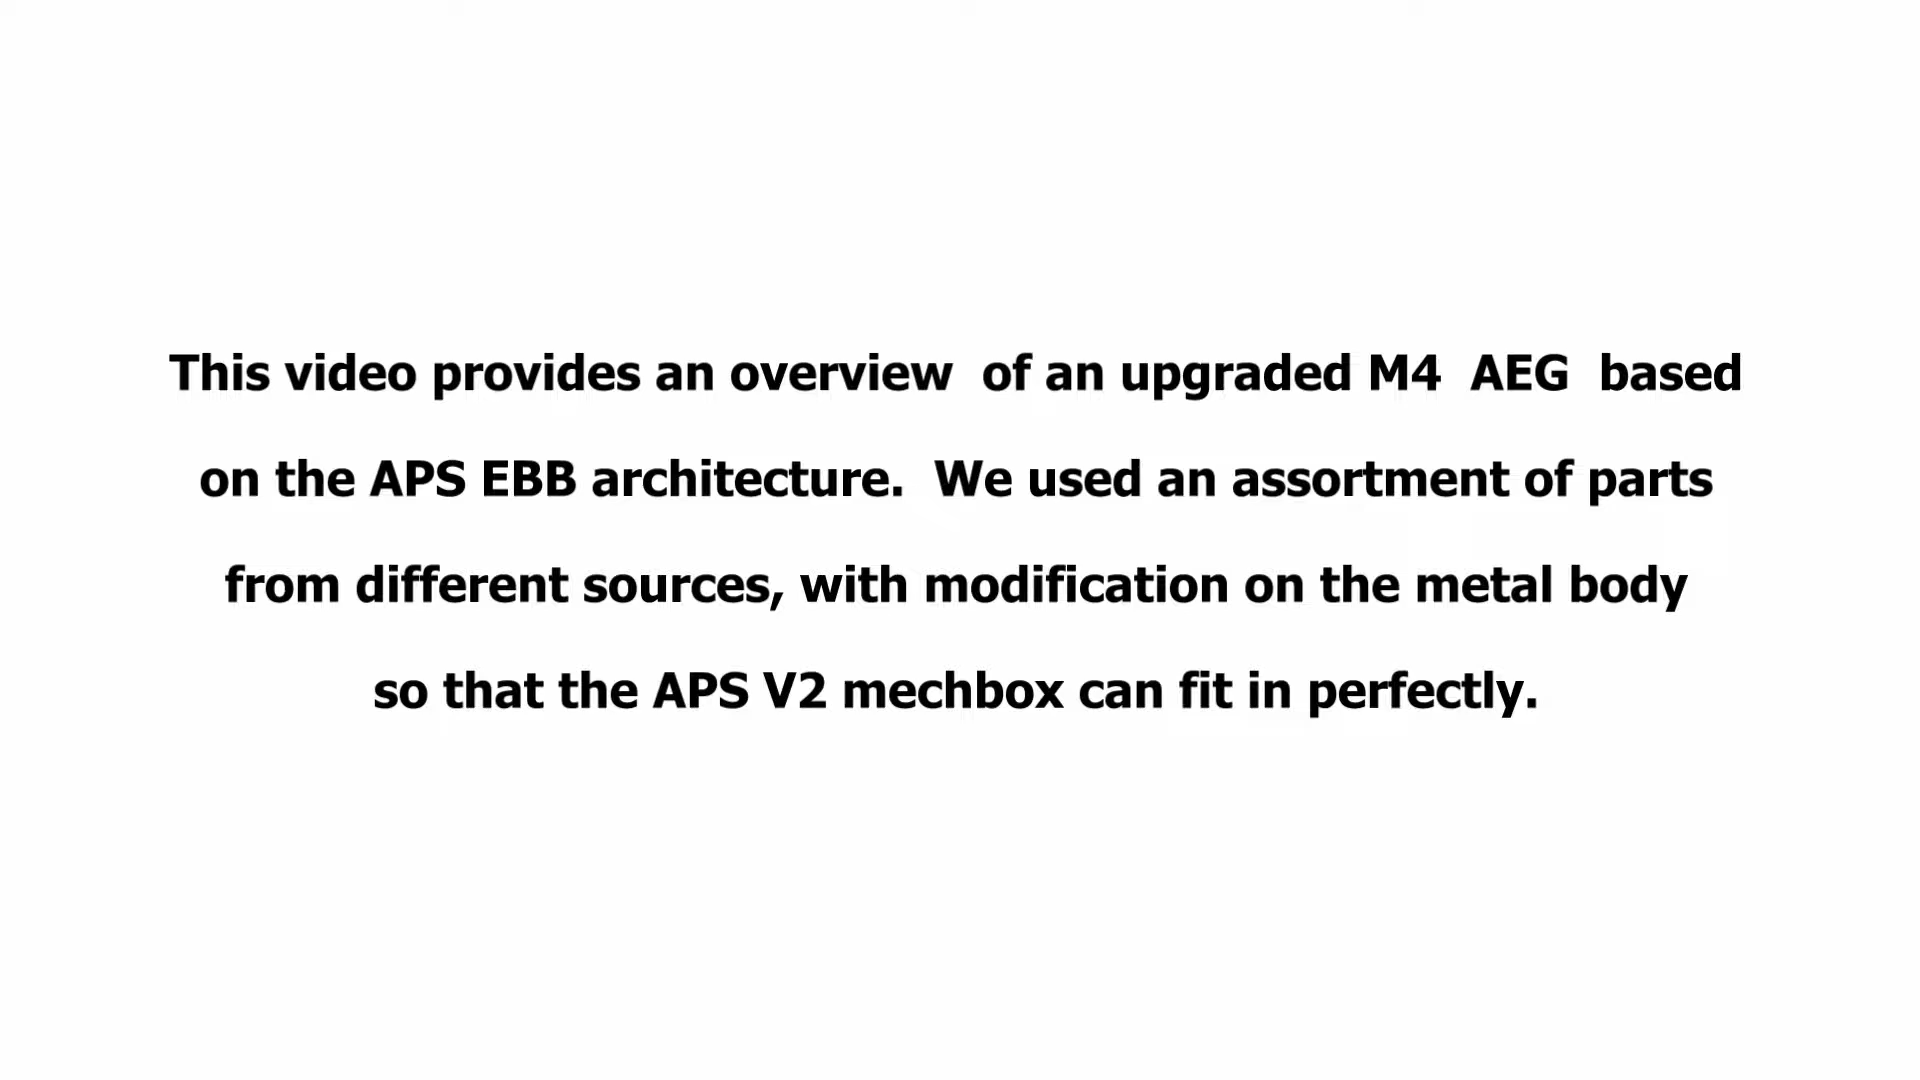 This video provides an overview  of an upgraded M4  AEG  based
on the APS EBB architecture.  We used an assortment of parts
from different sources, with modification on the metal body
so that the APS V2 mechbox can fit in perfectly.